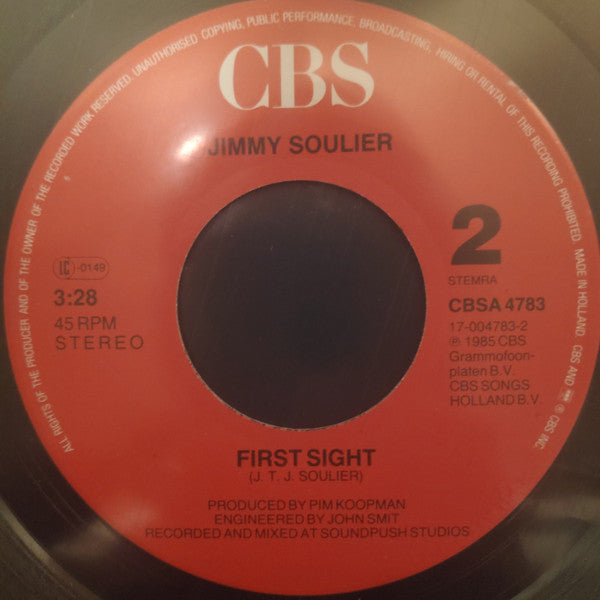 ALL RIGHTS OF THE PRODUCER AND OF THE OWNER OF THE RECORDED WORK RESERVED. UNAUTHORISED COPYING, PUBLIC PERFORMANCE, BROADCASTING, HIRING OR RENTAL OF THIS RECORDING PROHIBITED. MADE IN HOLLAND. CBS AND ® © CBS INC
CBS
JIMMY SOULIER
2
STEMRA
LC -0149
3:28
45 RPM
STEREO
CBSA 4783
17-004783-2
℗ 1985 CBS
Grammofoon-
platen B.V.
CBS SONGS
HOLLAND B.V.
FIRST SIGHT
(J. T. J. SOULIER)
PRODUCED BY PIM KOOPMAN
ENGINEERED BY JOHN SMIT
RECORDED AND MIXED AT SOUNDPUSH STUDIOS